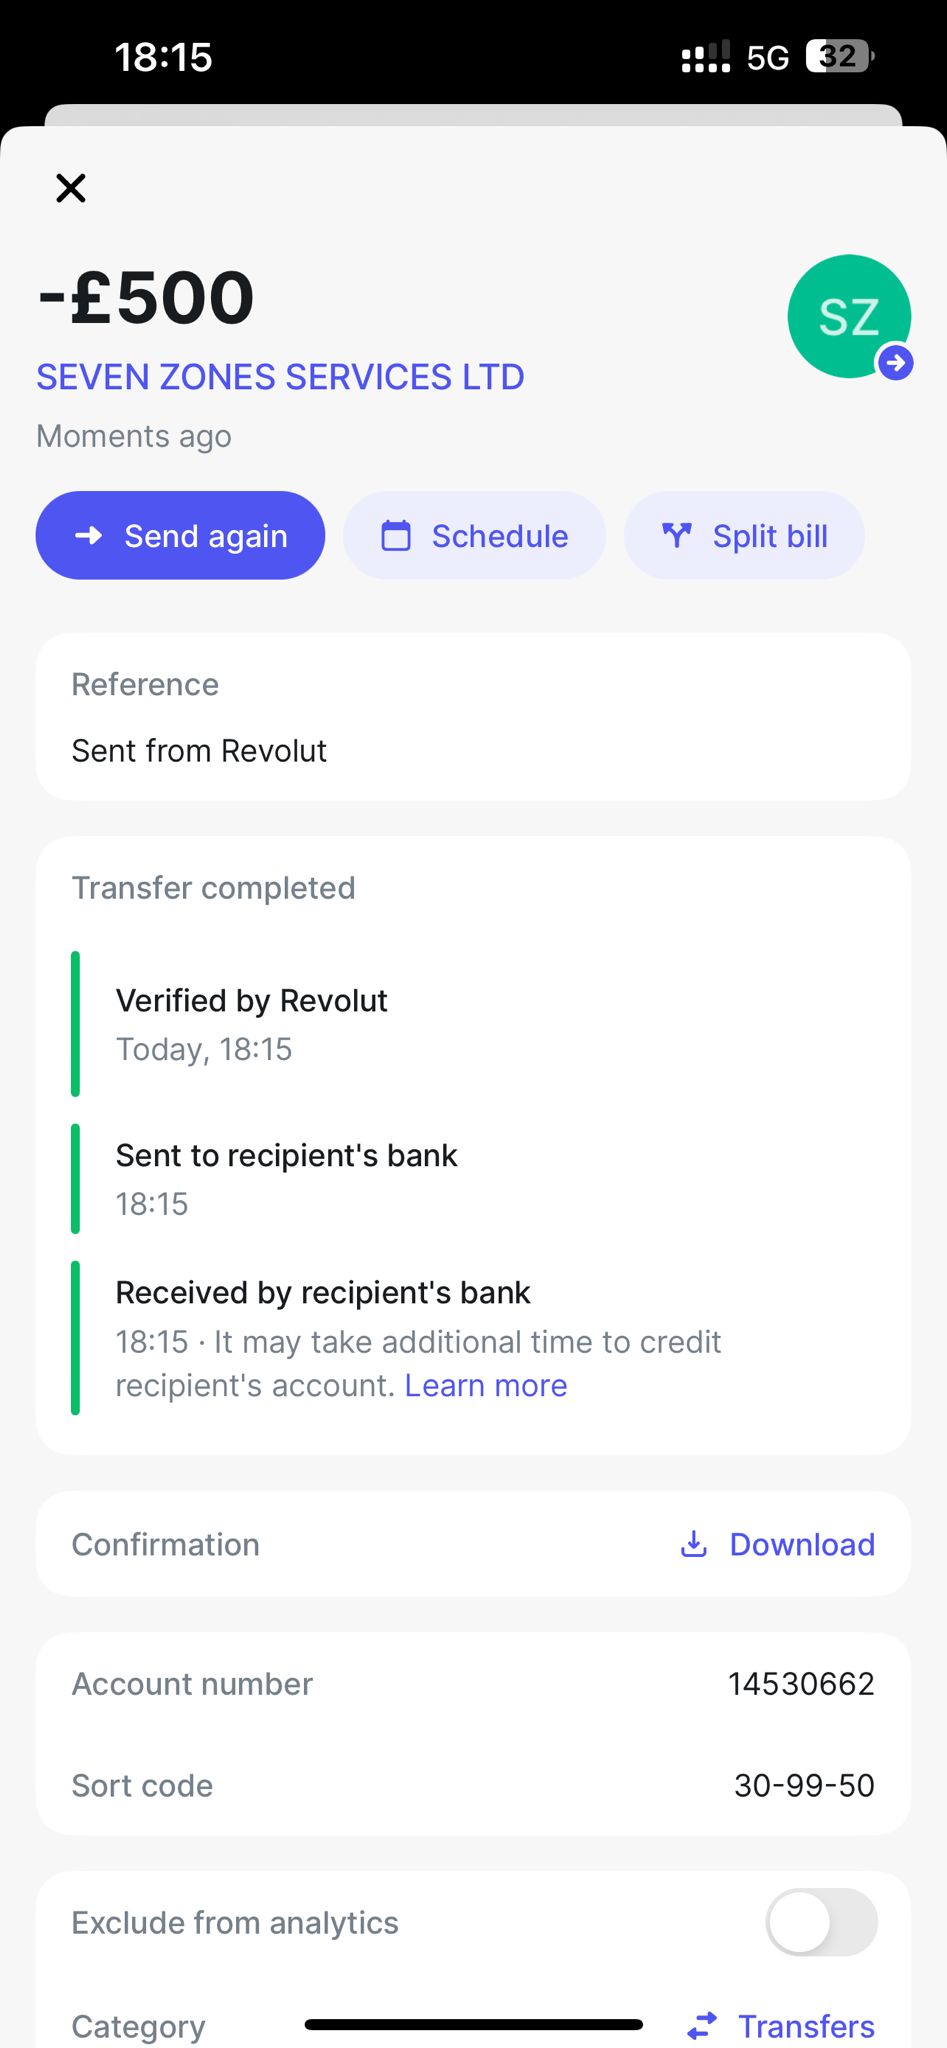 18:15
5G
32
-£500
SZ
SEVEN ZONES SERVICES LTD
Moments ago
Send again
Schedule
Split bill
Reference
Sent from Revolut
Transfer completed
Verified by Revolut
Today, 18:15
Sent to recipient's bank
18:15
Received by recipient's bank
18:15 · It may take additional time to credit
recipient's account. Learn more
Confirmation
Download
Account number
14530662
Sort code
30-99-50
Exclude from analytics
Category
Transfers